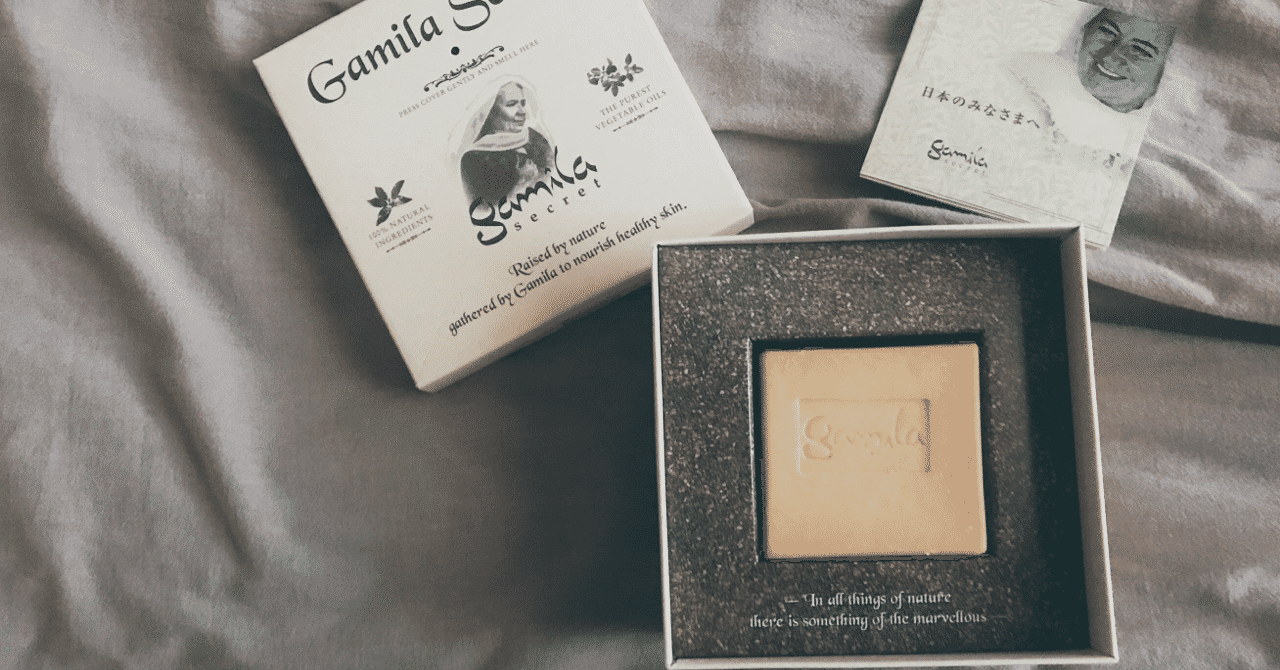 Gamila S
PRESS COVER GENTLY AND SMELL HERE
THE PUREST
VEGETABLE OILS
100% NATURAL
INGREDIENTS
gamila
secret
Raised by nature
gathered by Gamila to nourish healthy skin.
日本のみなさまへ
gamila
secret
gamila
— In all things of nature
there is something of the marvellous —